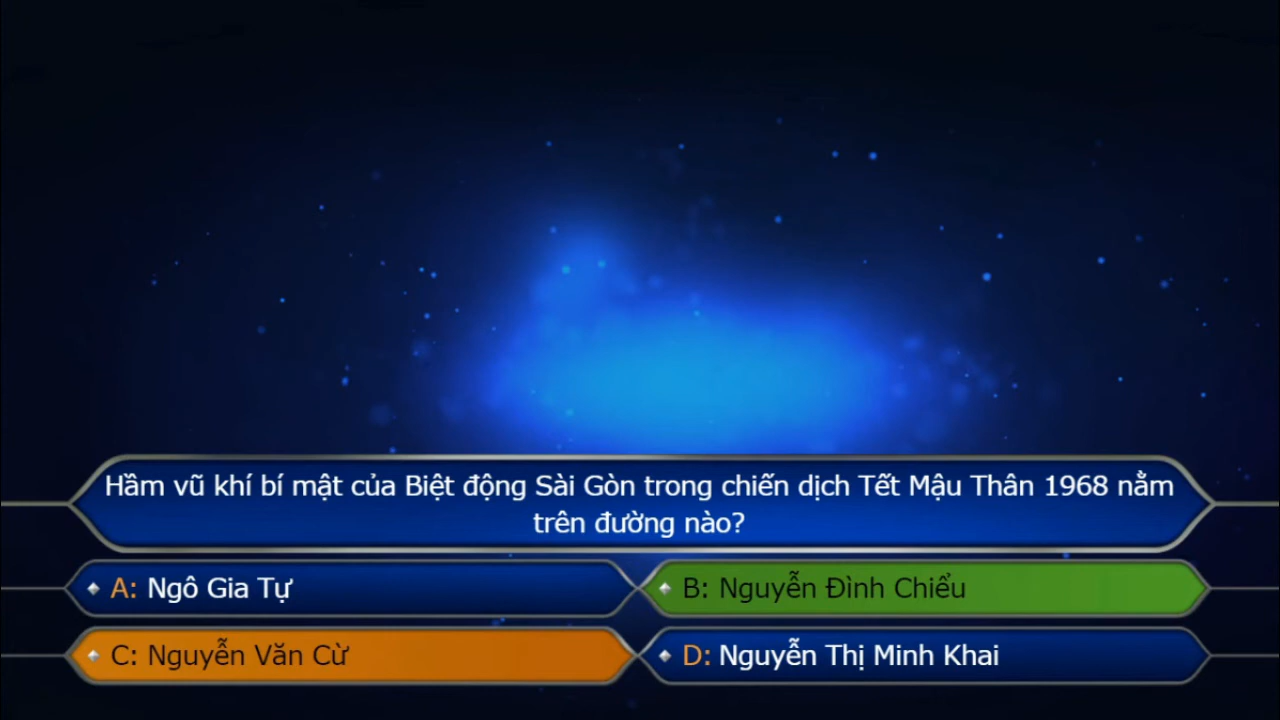 Hầm vũ khí bí mật của Biệt động Sài Gòn trong chiến dịch Tết Mậu Thân 1968 nằm
trên đường nào?
A: Ngô Gia Tự
B: Nguyễn Đình Chiểu
C: Nguyễn Văn Cừ
D: Nguyễn Thị Minh Khai